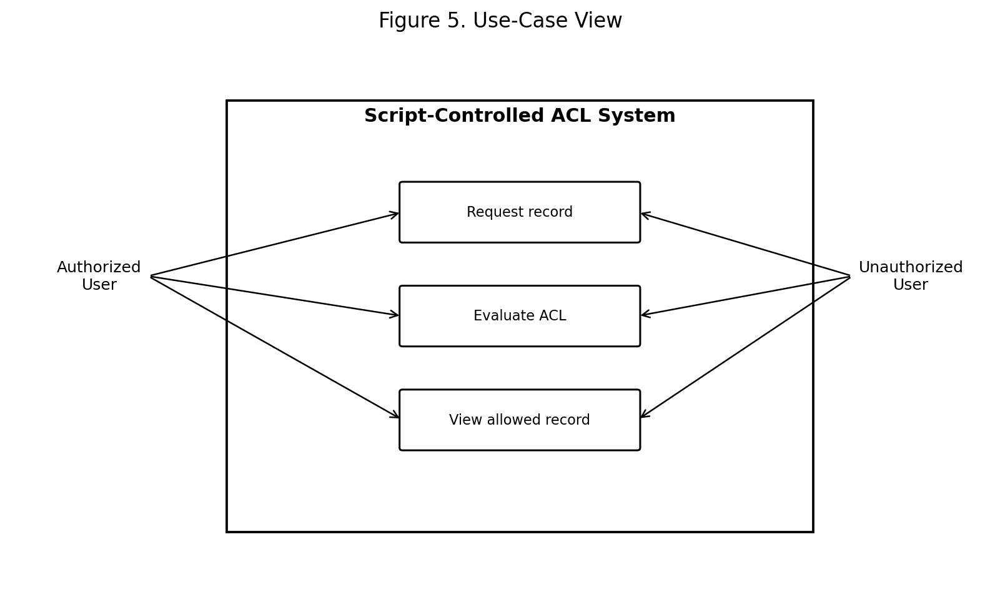 Figure 5. Use-Case View
Script-Controlled ACL System
Request record
Authorized
User
Unauthorized
User
Evaluate ACL
View allowed record